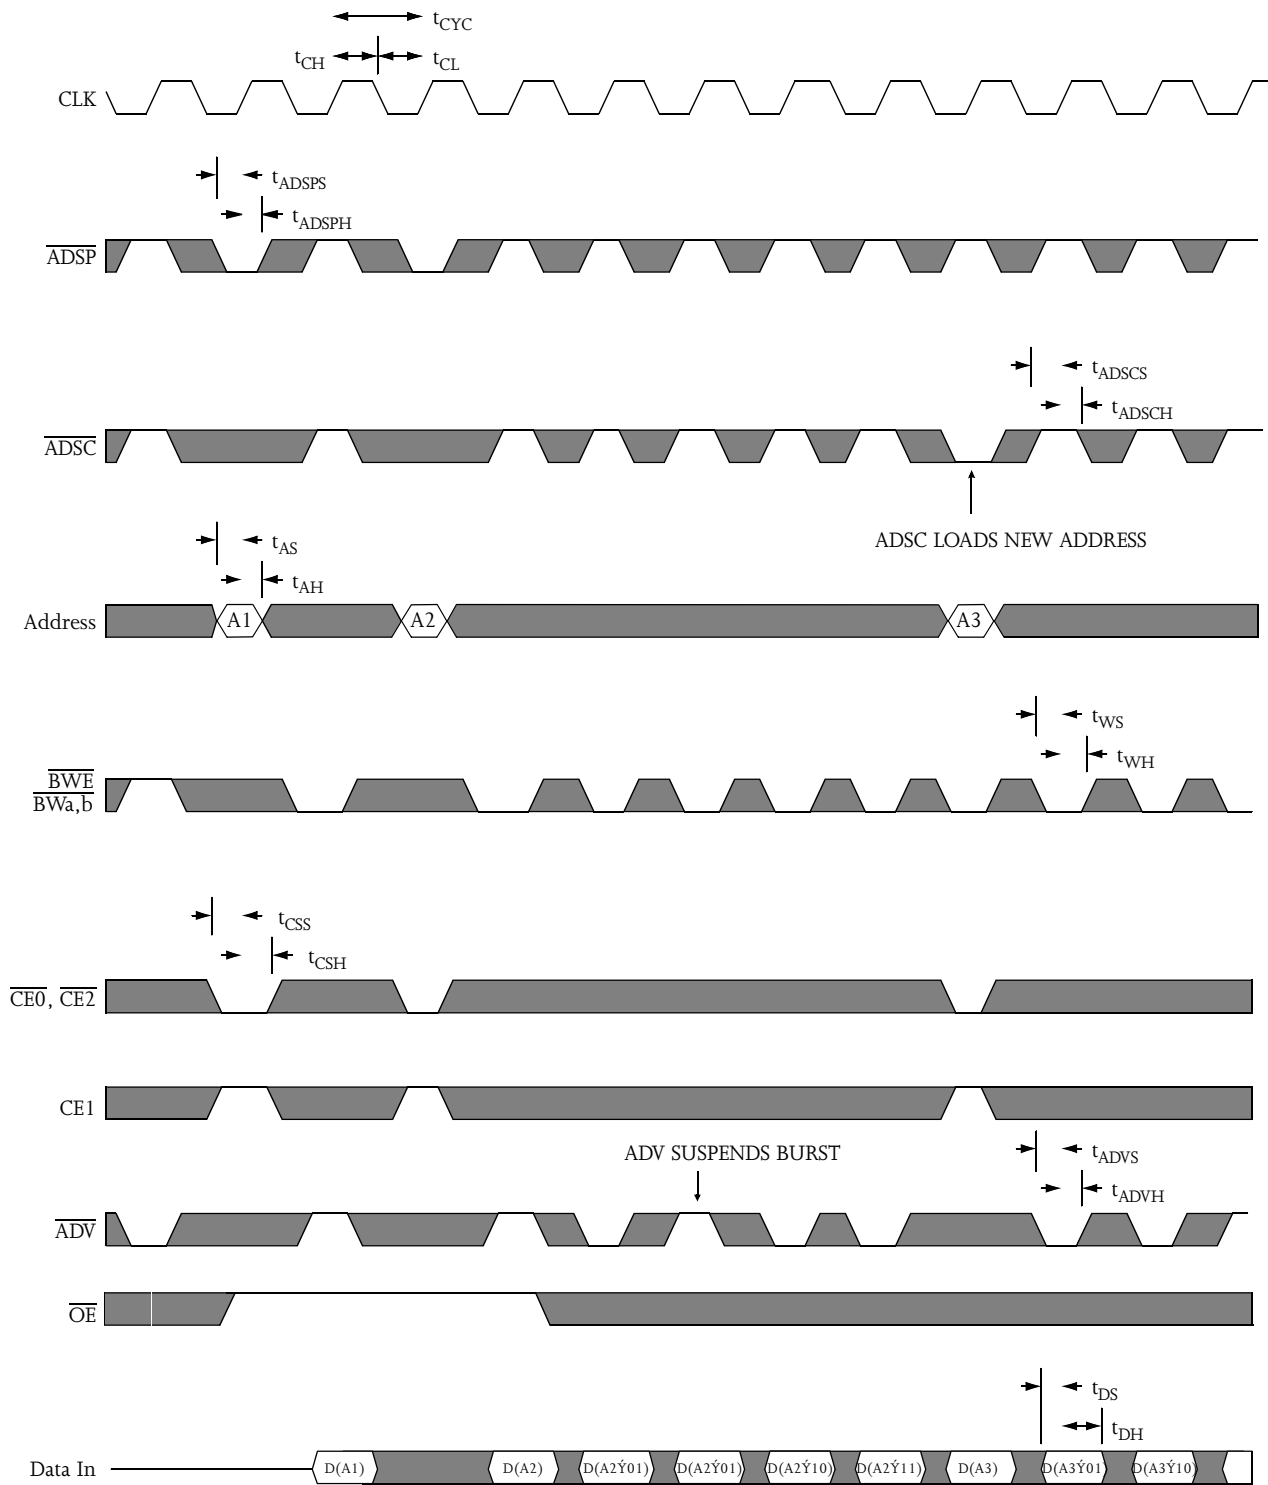 tCYC
tCH
tCL
CLK
tADSPS
tADSPH
ADSP
tADSCS
tADSCH
ADSC
ADSC LOADS NEW ADDRESS
tAS
tAH
Address
A1
A2
A3
tWS
tWH
BWE
BWa,b
tCSS
tCSH
CE0, CE2
CE1
ADV SUSPENDS BURST
tADVS
tADVH
ADV
OE
tDS
tDH
Data In
D(A1)
D(A2)
D(A2Ý01)
D(A2Ý01)
D(A2Ý10)
D(A2Ý11)
D(A3)
D(A3Ý01)
D(A3Ý10)